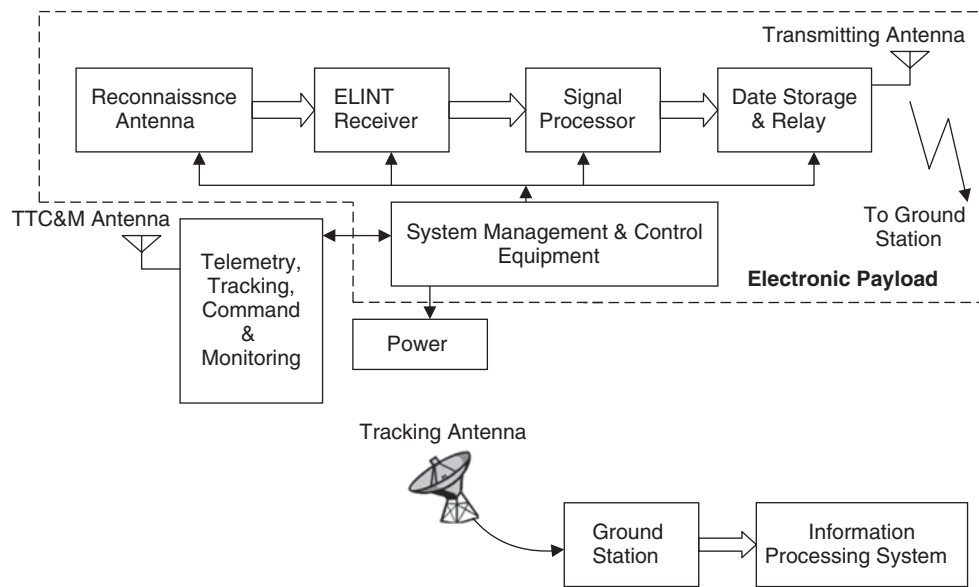 Transmitting Antenna
Reconnaissnce
Antenna
ELINT
Receiver
Signal
Processor
Date Storage
& Relay
To Ground
Station
TTC&M Antenna
Telemetry,
Tracking,
Command
&
Monitoring
System Management & Control
Equipment
Electronic Payload
Power
Tracking Antenna
Ground
Station
Information
Processing System